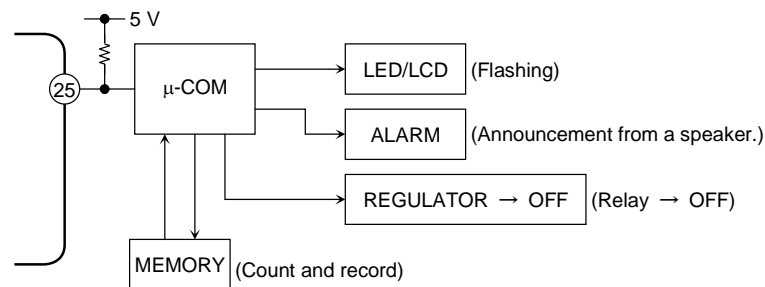 5 V
25
μ-COM
LED/LCD (Flashing)
ALARM (Announcement from a speaker.)
REGULATOR → OFF (Relay → OFF)
MEMORY (Count and record)